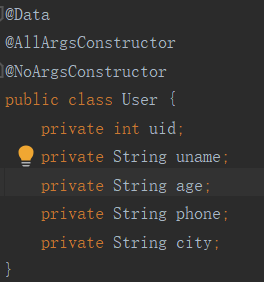 @Data
@AllArgsConstructor
@NoArgsConstructor
public class User {
    private int uid;
    private String uname;
    private String age;
    private String phone;
    private String city;
}